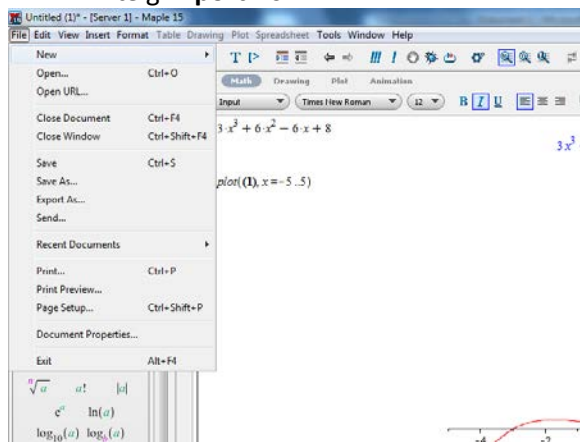 Untitled (1)* - [Server 1] - Maple 15
File Edit View Insert Format Table Drawing Plot Spreadsheet Tools Window Help
New
Open... Ctrl+O
Open URL...
Close Document Ctrl+F4
Close Window Ctrl+Shift+F4
Save Ctrl+S
Save As...
Export As...
Send...
Recent Documents
Print... Ctrl+P
Print Preview...
Page Setup... Ctrl+Shift+P
Document Properties...
Exit Alt+F4
Math Drawing Plot Animation
Input Times New Roman 12 B I U
3·x³ + 6·x² − 6·x + 8
3 x³
plot((1), x = −5 ..5)
ⁿ√a a! |a|
eᵃ ln(a)
log₁₀(a) log_b(a)
-4 -2